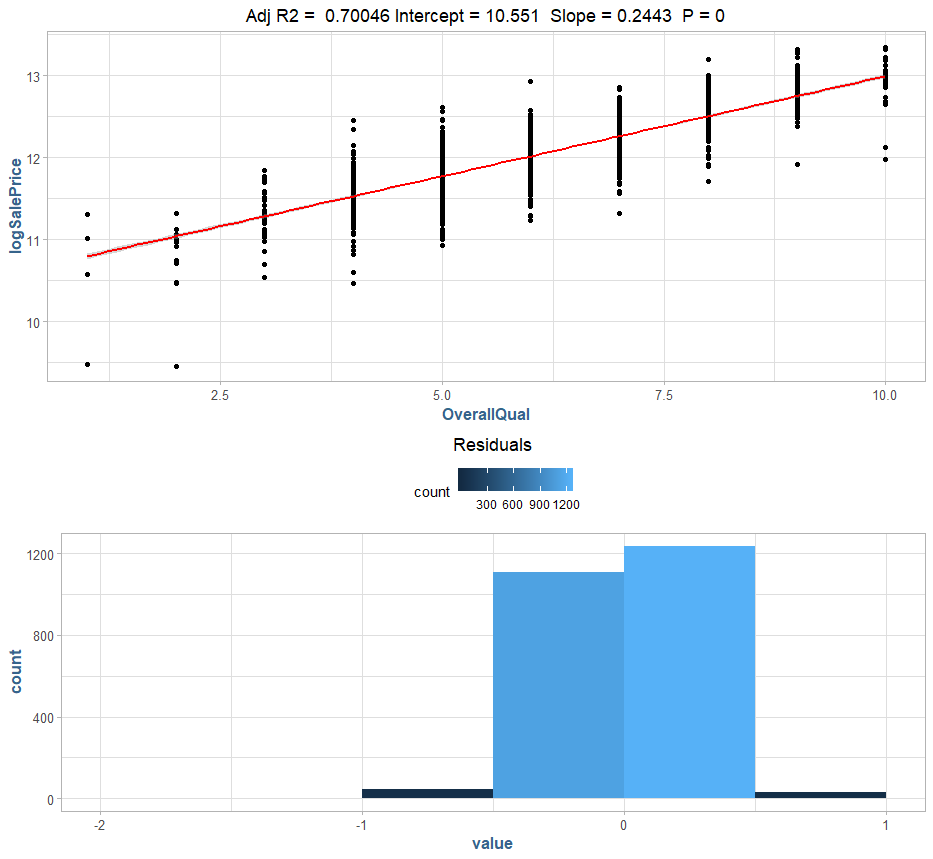 Adj R2 =  0.70046 Intercept = 10.551  Slope = 0.2443  P = 0
13
12
11
10
logSalePrice
2.5 5.0 7.5 10.0
OverallQual
Residuals
count
300 600 900 1200
1200
800
400
0
count
-2 -1 0 1
value